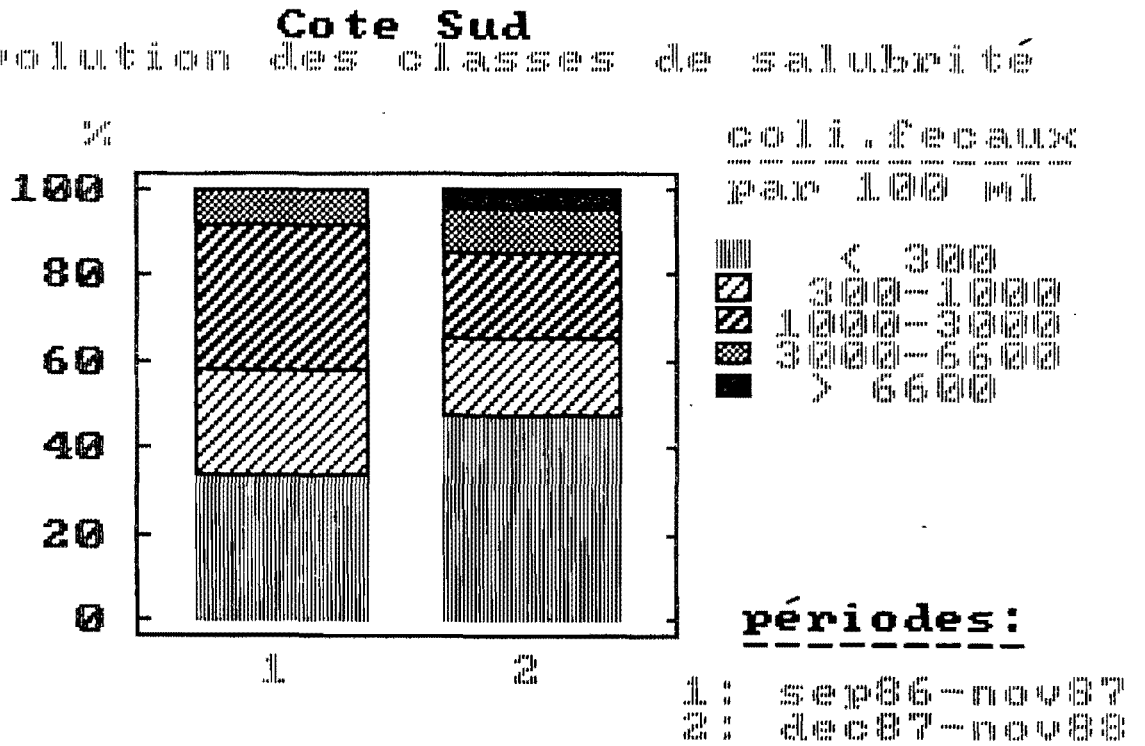 Cote Sud
volution des classes de salubrité
%
coli.fecaux
par 100 ml
100
80
60
40
20
0
< 300
300-1000
1000-3000
3000-6600
> 6600
1
2
périodes:
1: sep86-nov87
2: dec87-nov88